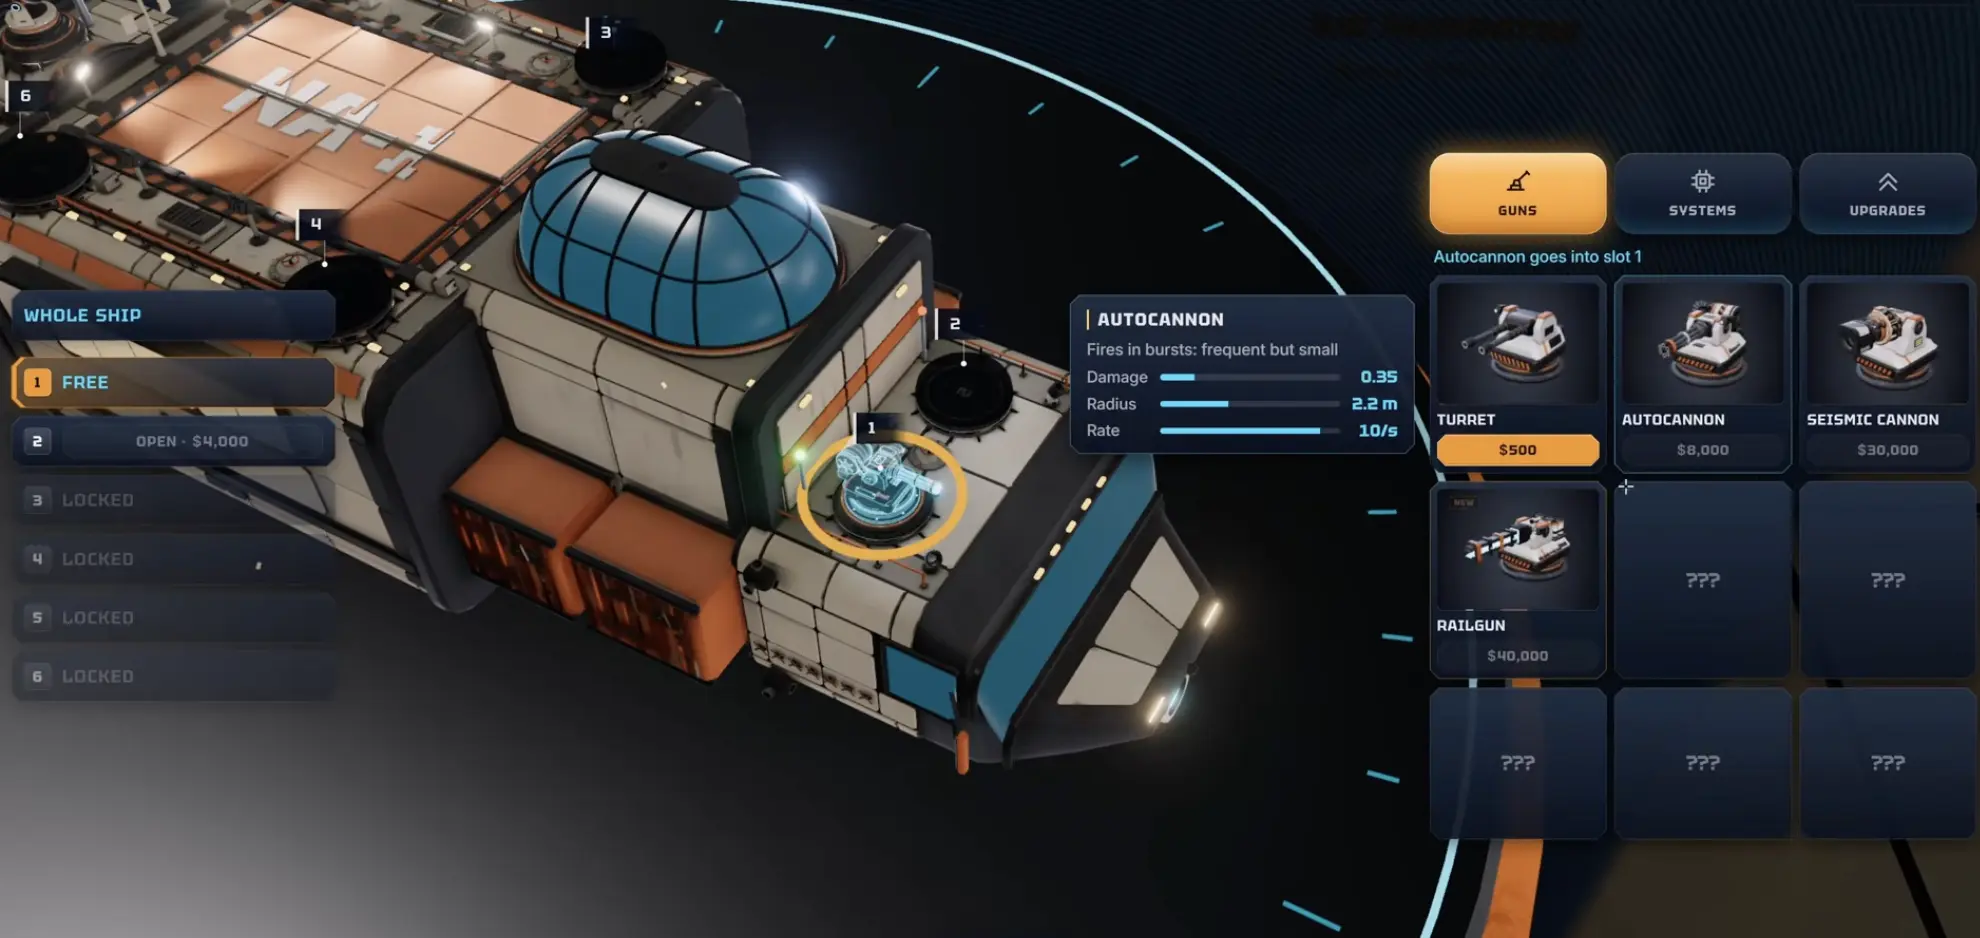 3
6
4
WHOLE SHIP
1 FREE
2 OPEN · $4,000
3 LOCKED
4 LOCKED
5 LOCKED
6 LOCKED
2
1
AUTOCANNON
Fires in bursts: frequent but small
Damage 0.35
Radius 2.2 m
Rate 10/s
GUNS
SYSTEMS
UPGRADES
Autocannon goes into slot 1
TURRET
$500
AUTOCANNON
$8,000
SEISMIC CANNON
$30,000
NEW
RAILGUN
$40,000
???
???
???
???
???